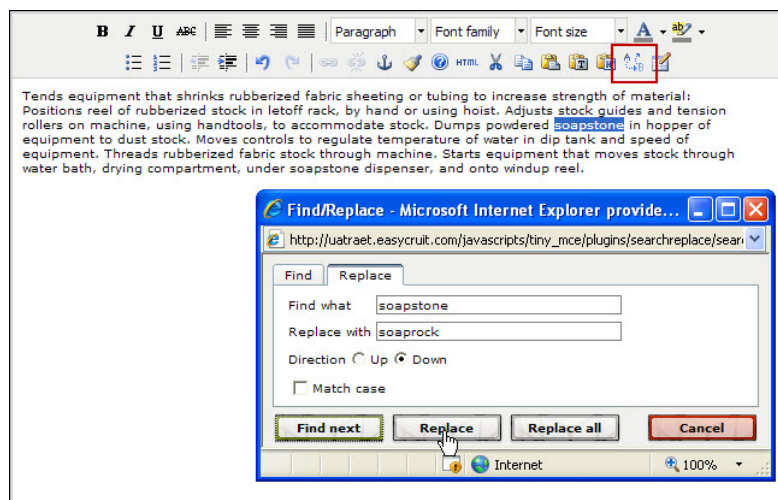 B I U ABC Paragraph Font family Font size A ab
HTML
Tends equipment that shrinks rubberized fabric sheeting or tubing to increase strength of material:
Positions reel of rubberized stock in letoff rack, by hand or using hoist. Adjusts stock guides and tension
rollers on machine, using handtools, to accommodate stock. Dumps powdered soapstone in hopper of
equipment to dust stock. Moves controls to regulate temperature of water in dip tank and speed of
equipment. Threads rubberized fabric stock through machine. Starts equipment that moves stock through
water bath, drying compartment, under soapstone dispenser, and onto windup reel.
Find/Replace - Microsoft Internet Explorer provide...
http://uatraet.easycruit.com/javascripts/tiny_mce/plugins/searchreplace/sear
Find Replace
Find what soapstone
Replace with soaprock
Direction Up Down
Match case
Find next Replace Replace all Cancel
Internet 100%